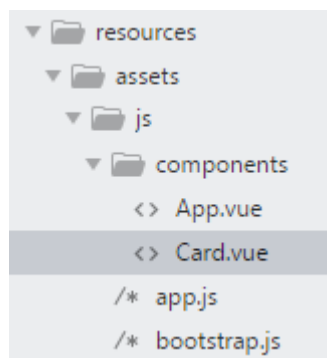 resources
assets
js
components
<> App.vue
<> Card.vue
/* app.js
/* bootstrap.js